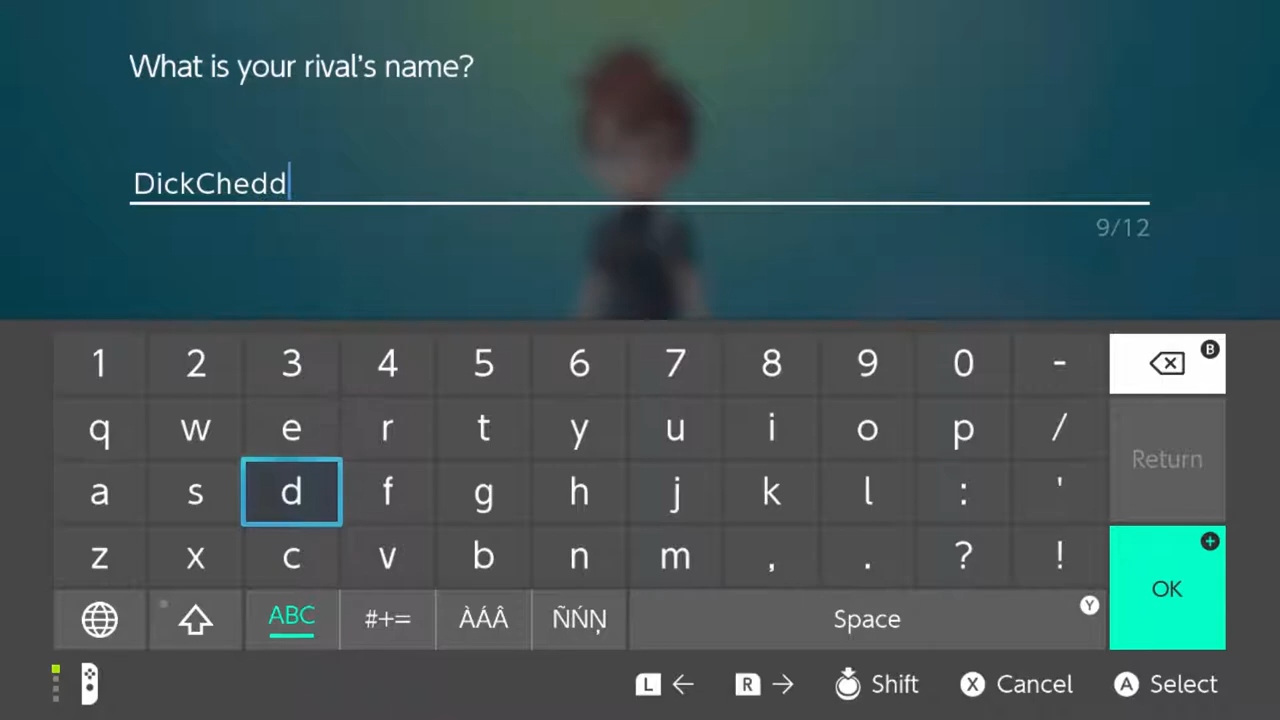 What is your rival's name?
DickChedd
9/12
1 2 3 4 5 6 7 8 9 0 - B
q w e r t y u i o p / Return
a s d f g h j k l : '
z x c v b n m , . ? ! OK +
ABC #+= ÀÁÂ ÑŃŅ Space Y
L ← R → Shift X Cancel A Select